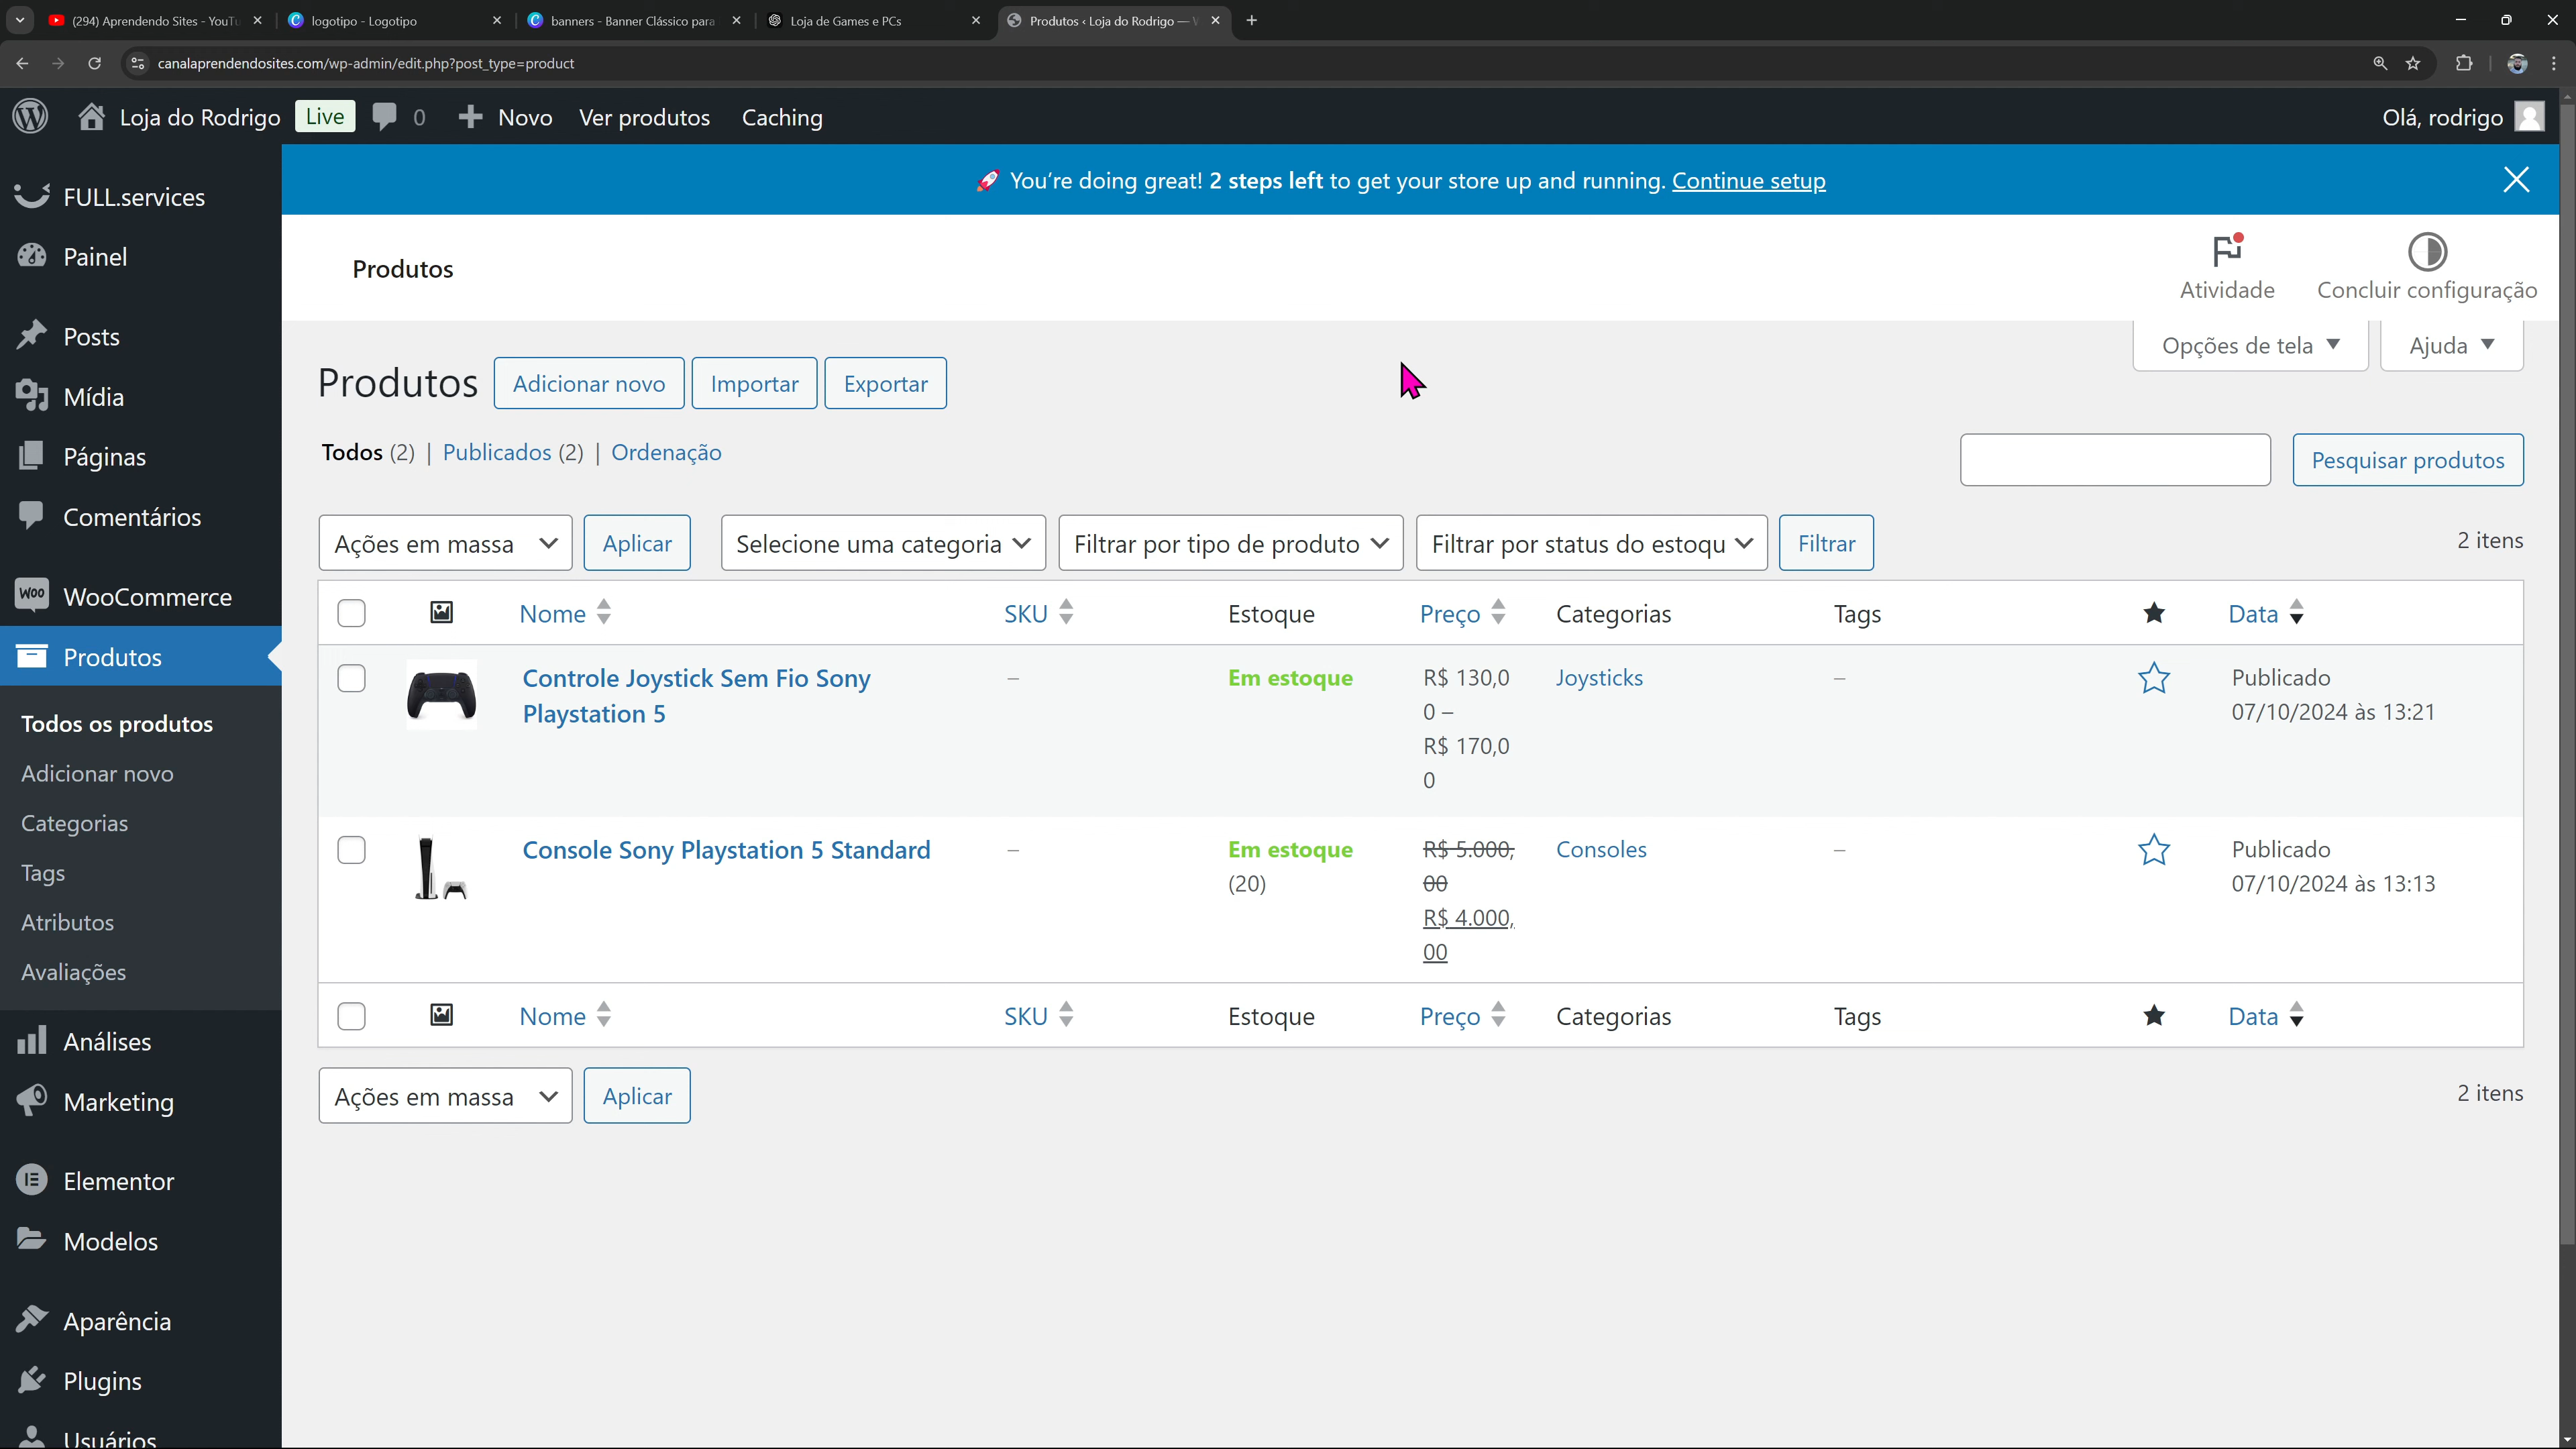 (294) Aprendendo Sites - YouTu
logotipo - Logotipo
banners - Banner Clássico para
Loja de Games e PCs
Produtos ‹ Loja do Rodrigo —
canalaprendendosites.com/wp-admin/edit.php?post_type=product
Loja do Rodrigo Live 0 Novo Ver produtos Caching
Olá, rodrigo
FULL.services
Painel
Posts
Mídia
Páginas
Comentários
WooCommerce
Produtos
Todos os produtos
Adicionar novo
Categorias
Tags
Atributos
Avaliações
Análises
Marketing
Elementor
Modelos
Aparência
Plugins
Usuários
You're doing great! 2 steps left to get your store up and running. Continue setup
Produtos
Atividade
Concluir configuração
Opções de tela
Ajuda
Produtos Adicionar novo Importar Exportar
Todos (2) | Publicados (2) | Ordenação
Pesquisar produtos
Ações em massa Aplicar Selecione uma categoria Filtrar por tipo de produto Filtrar por status do estoqu Filtrar
2 itens
Nome SKU Estoque Preço Categorias Tags Data
Controle Joystick Sem Fio Sony
Playstation 5
–
Em estoque
R$ 130,0
0 –
R$ 170,0
0
Joysticks
–
Publicado
07/10/2024 às 13:21
Console Sony Playstation 5 Standard
–
Em estoque
(20)
R$ 5.000,
00
R$ 4.000,
00
Consoles
–
Publicado
07/10/2024 às 13:13
Nome SKU Estoque Preço Categorias Tags Data
Ações em massa Aplicar
2 itens